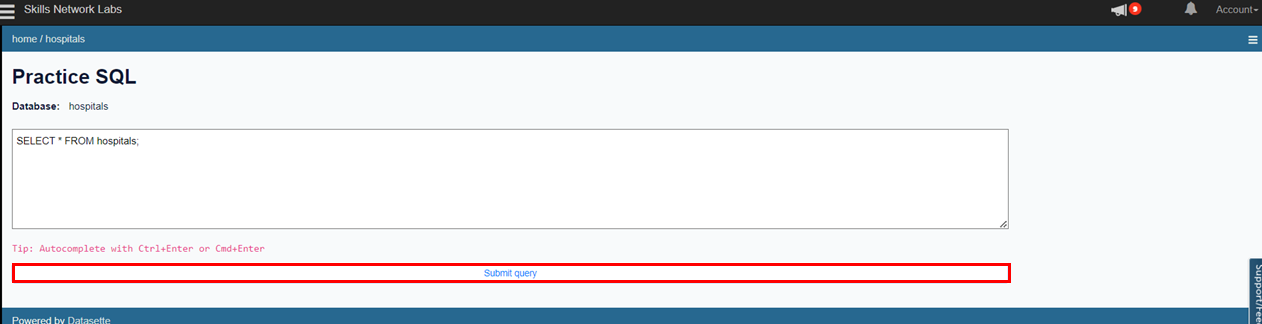 Skills Network Labs
9
Account
home / hospitals
Practice SQL
Database: hospitals
SELECT * FROM hospitals;
Tip: Autocomplete with Ctrl+Enter or Cmd+Enter
Submit query
Powered by Datasette
Support/Fee